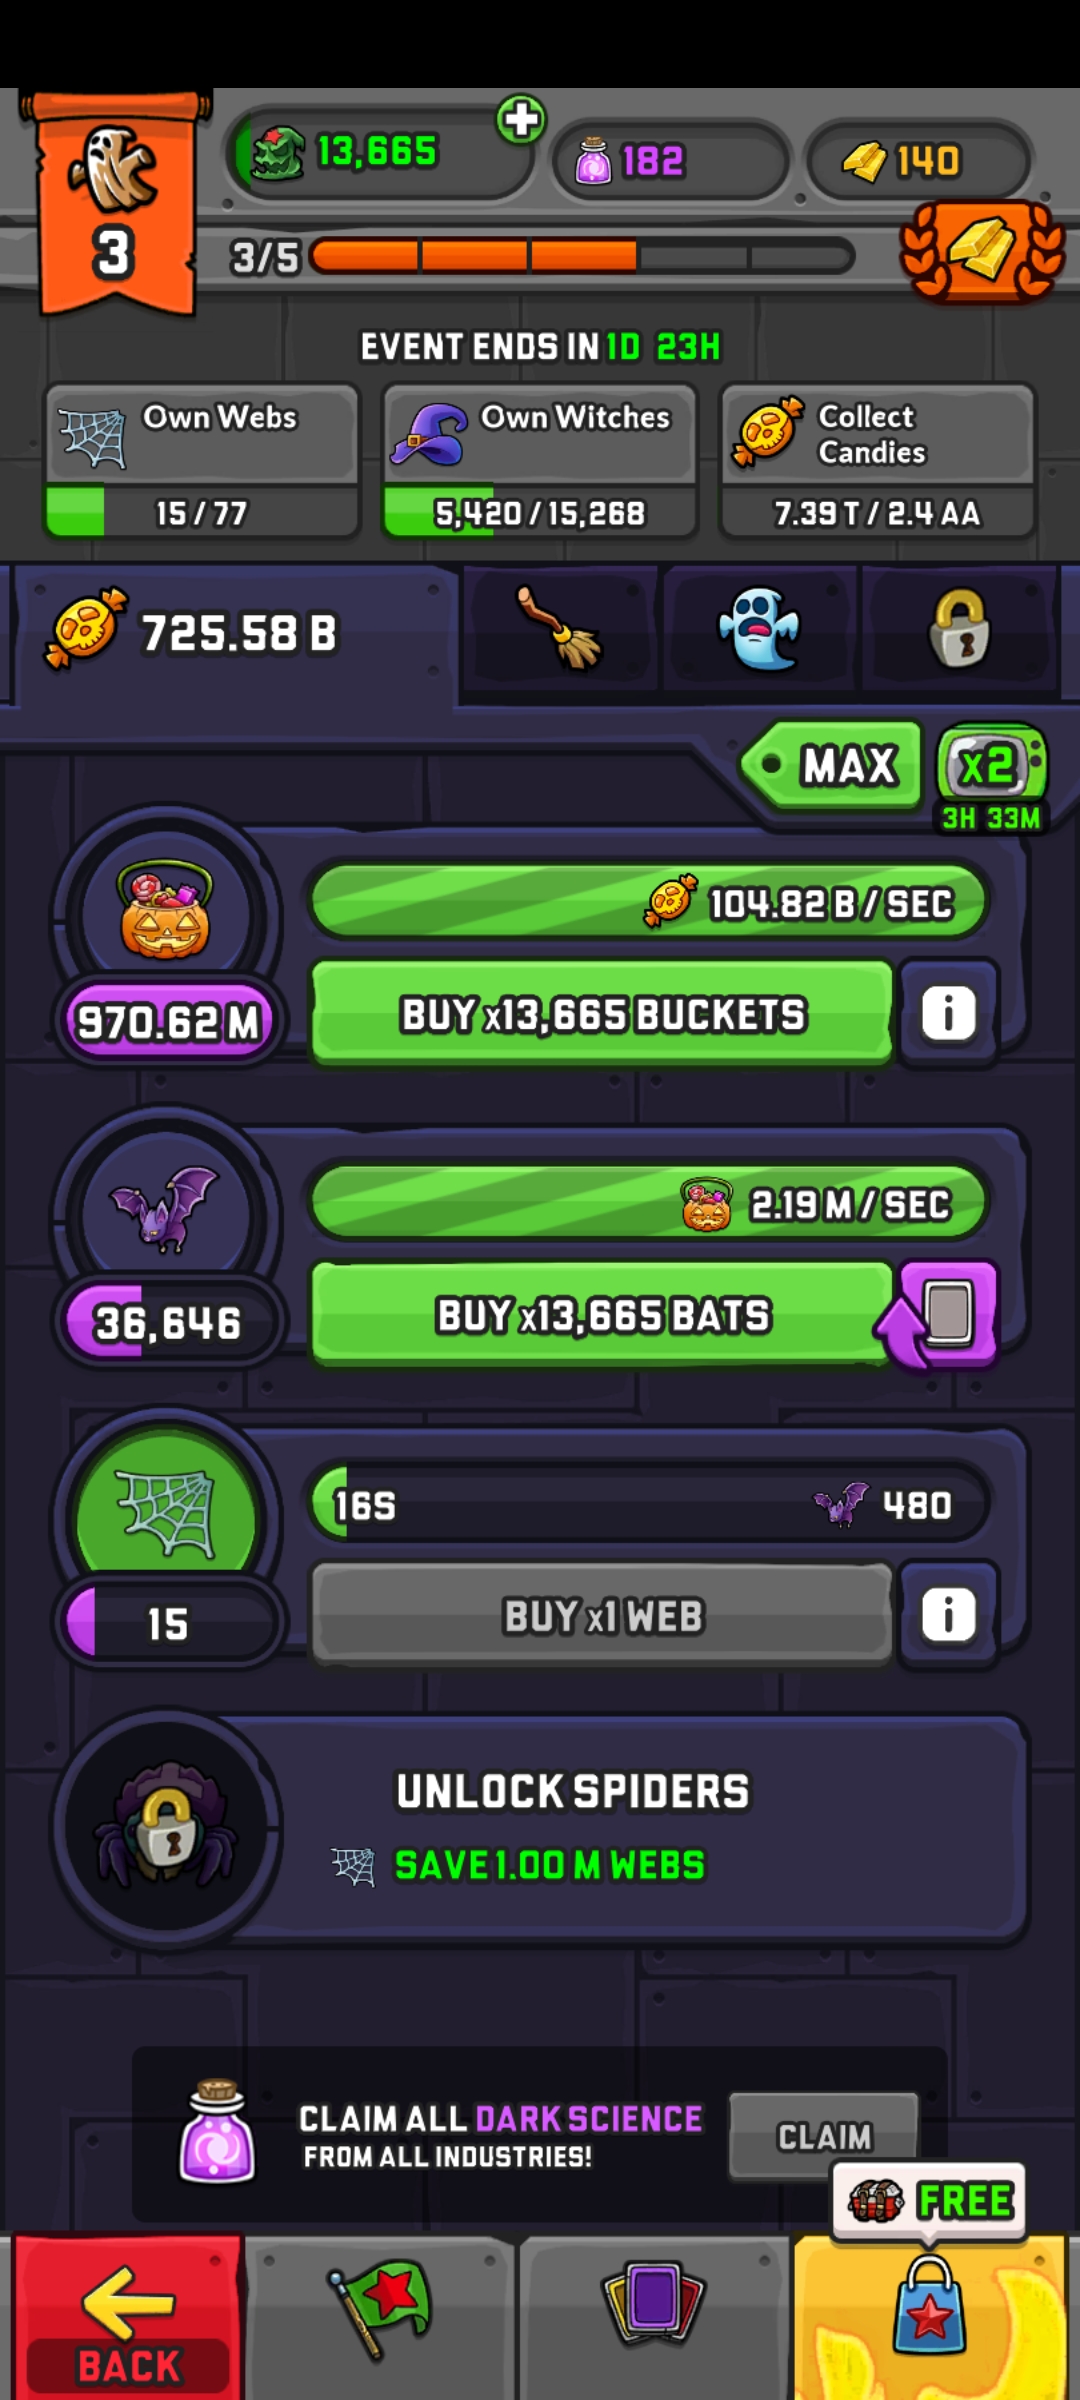 13,665
182
140
3
3/5
EVENT ENDS IN 1D 23H
Own Webs
15/77
Own Witches
5,420/15,268
Collect
Candies
7.39 T/2.4 AA
725.58 B
MAX
x2
3H 33M
104.82 B/SEC
970.62 M
BUY x13,665 BUCKETS
i
2.19 M/SEC
36,646
BUY x13,665 BATS
16S
480
15
BUY x1 WEB
i
UNLOCK SPIDERS
SAVE 1.00 M WEBS
CLAIM ALL DARK SCIENCE
FROM ALL INDUSTRIES!
CLAIM
FREE
BACK